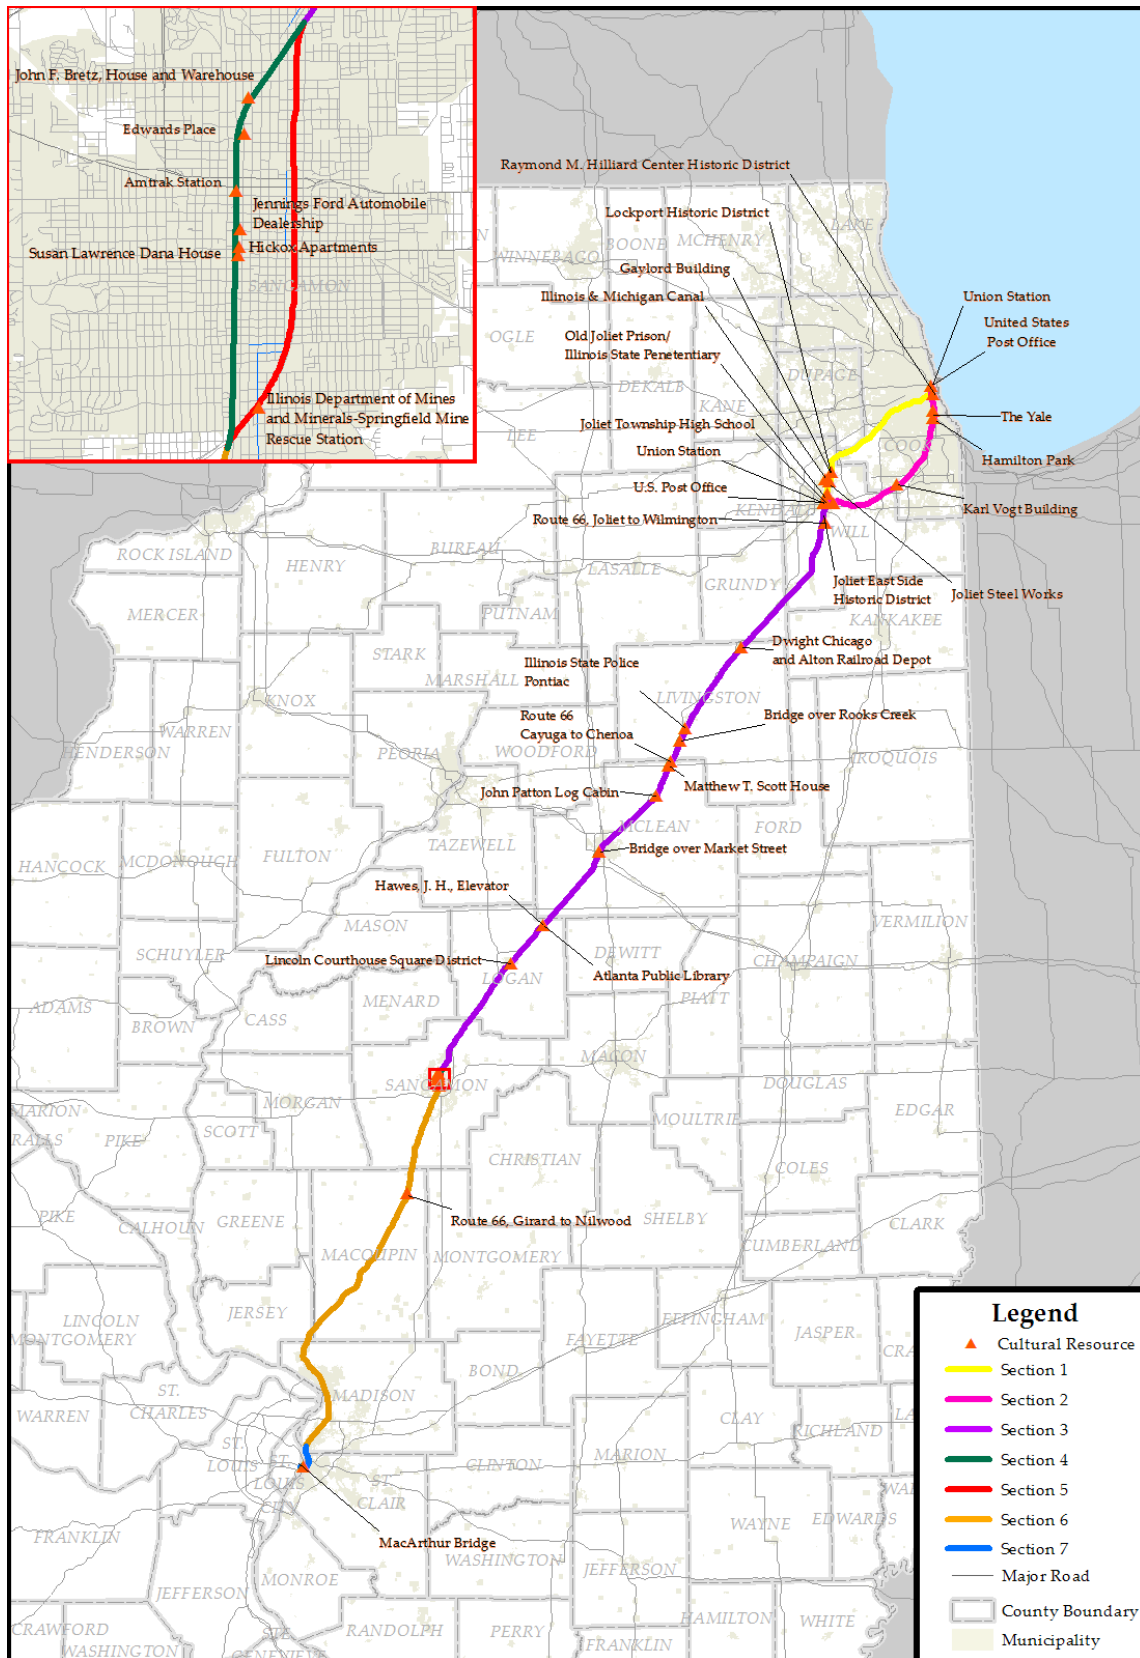 John F. Bretz, House and Warehouse
Edwards Place
Amtrak Station
Jennings Ford Automobile
Dealership
Hickox Apartments
Susan Lawrence Dana House
SANGAMON
Illinois Department of Mines
and Minerals-Springfield Mine
Rescue Station
Raymond M. Hilliard Center Historic District
Lockport Historic District
Gaylord Building
Illinois & Michigan Canal
Old Joliet Prison/
Illinois State Penetentiary
Joliet Township High School
Union Station
U.S. Post Office
Route 66, Joliet to Wilmington
Union Station
United States
Post Office
The Yale
Hamilton Park
Karl Vogt Building
Joliet East Side
Historic District
Joliet Steel Works
Dwight Chicago
and Alton Railroad Depot
Illinois State Police
Pontiac
Bridge over Rooks Creek
Route 66
Cayuga to Chenoa
Matthew T. Scott House
John Patton Log Cabin
Bridge over Market Street
Hawes, J. H., Elevator
Lincoln Courthouse Square District
Atlanta Public Library
Route 66, Girard to Nilwood
MacArthur Bridge
WINNEBAGO
BOONE
MCHENRY
LAKE
OGLE
DEKALB
KANE
DUPAGE
COOK
LEE
KENDALL
WILL
ROCK ISLAND
HENRY
BUREAU
LASALLE
GRUNDY
MERCER
PUTNAM
KANKAKEE
STARK
MARSHALL
LIVINGSTON
KNOX
WARREN
HENDERSON
PEORIA
WOODFORD
IROQUOIS
HANCOCK
MCDONOUGH
FULTON
TAZEWELL
MCLEAN
FORD
MASON
SCHUYLER
LOGAN
DEWITT
CHAMPAIGN
VERMILION
ADAMS
BROWN
CASS
MENARD
PIATT
MACON
SANGAMON
MORGAN
DOUGLAS
EDGAR
MARION
RALLS
PIKE
SCOTT
MOULTRIE
CHRISTIAN
COLES
PIKE
CALHOUN
GREENE
SHELBY
CLARK
MACOUPIN
MONTGOMERY
CUMBERLAND
LINCOLN
MONTGOMERY
JERSEY
FAYETTE
EFFINGHAM
JASPER
BOND
ST.
CHARLES
WARREN
MADISON
CLAY
RICHLAND
ST.
LOUIS
ST.
LOUIS
CITY
ST.
CLAIR
CLINTON
MARION
FRANKLIN
WAYNE
EDWARDS
WASHINGTON
JEFFERSON
MONROE
JEFFERSON
CRAWFORD
WASHINGTON
STE.
GENEVIEVE
RANDOLPH
PERRY
FRANKLIN
HAMILTON
WHITE
Legend
Cultural Resource
Section 1
Section 2
Section 3
Section 4
Section 5
Section 6
Section 7
Major Road
County Boundary
Municipality